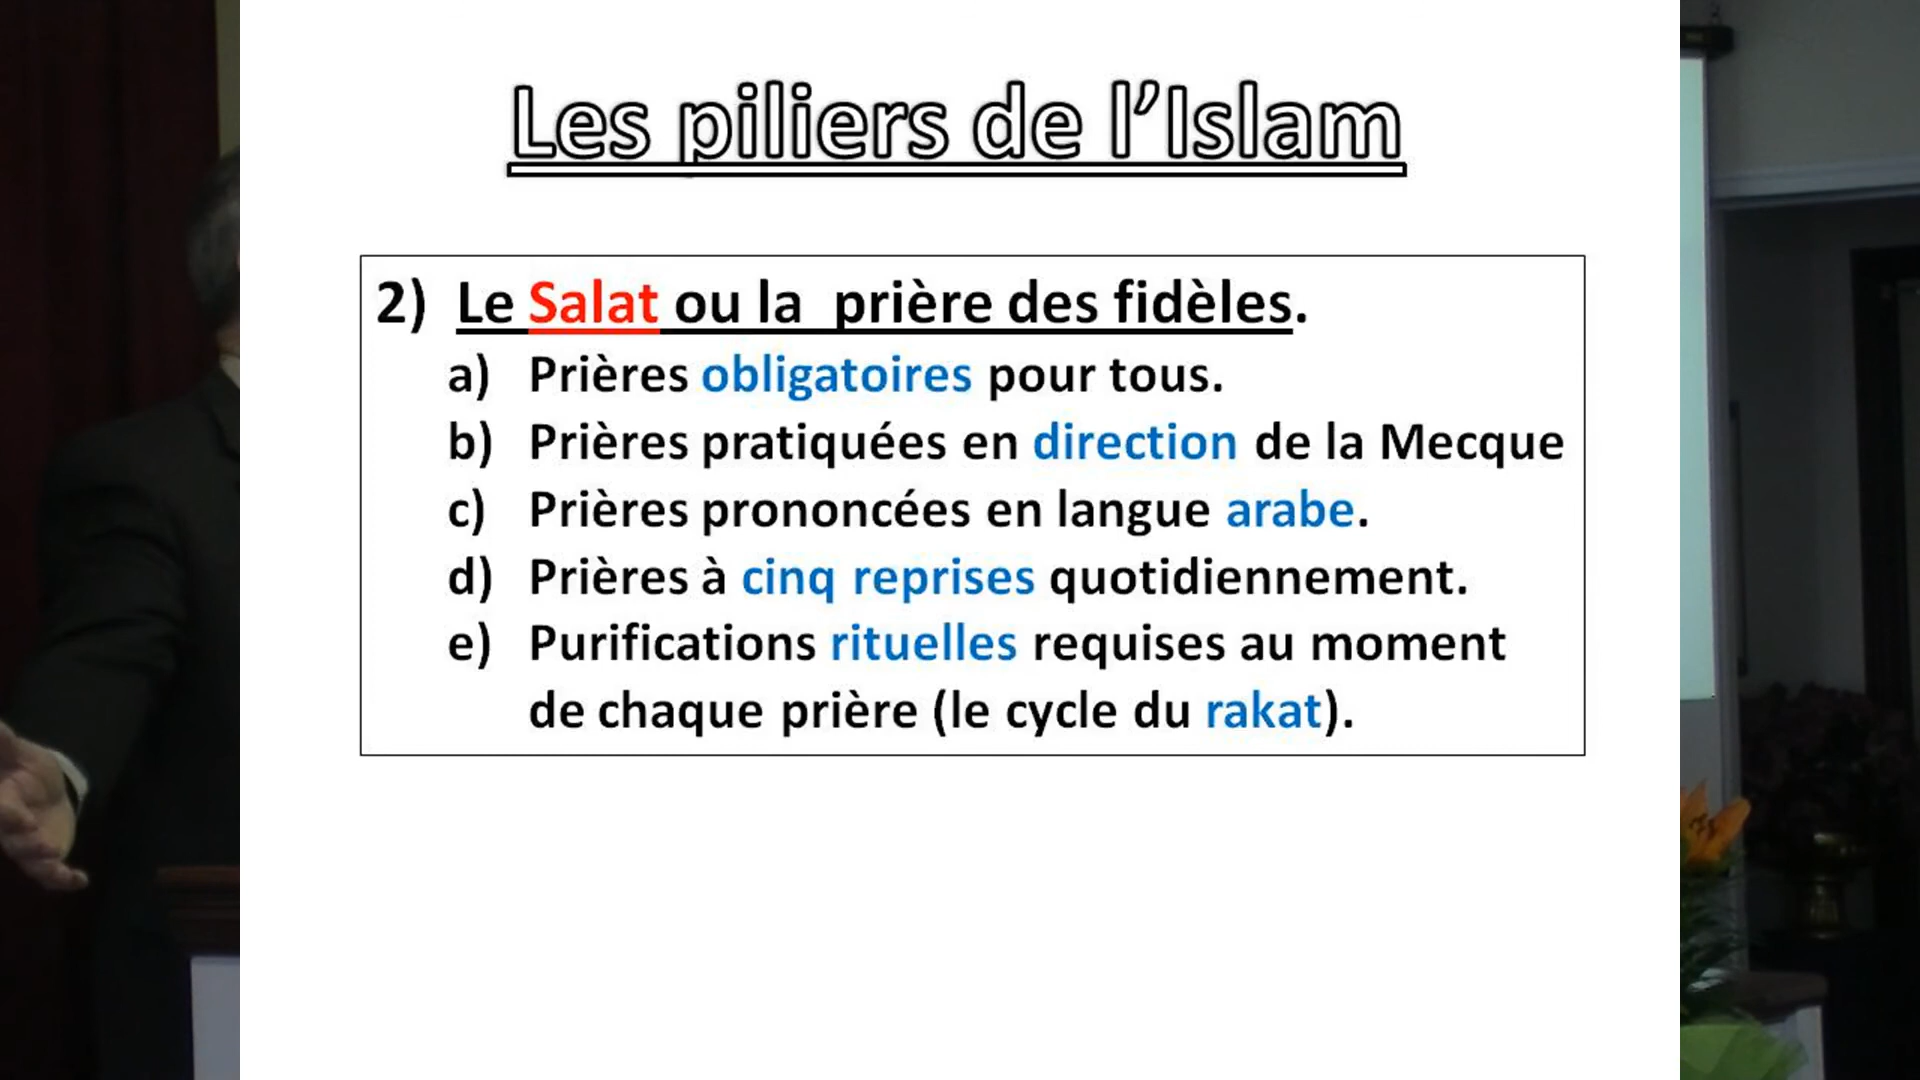 Les piliers de l’Islam
2) Le Salat ou la prière des fidèles.
a) Prières obligatoires pour tous.
b) Prières pratiquées en direction de la Mecque
c) Prières prononcées en langue arabe.
d) Prières à cinq reprises quotidiennement.
e) Purifications rituelles requises au moment
de chaque prière (le cycle du rakat).